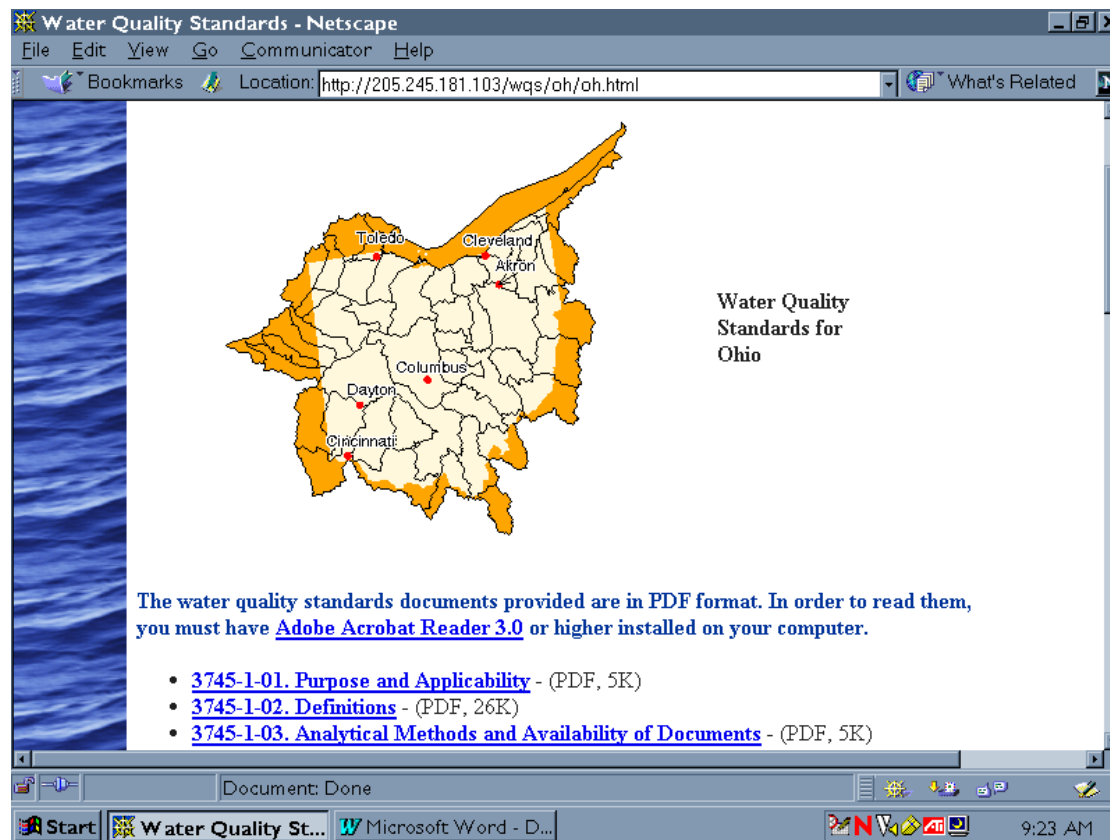 Water Quality Standards - Netscape
File Edit View Go Communicator Help
Bookmarks Location: http://205.245.181.103/wqs/oh/oh.html What's Related
Toledo
Cleveland
Akron
Columbus
Dayton
Cincinnati
Water Quality
Standards for
Ohio
The water quality standards documents provided are in PDF format. In order to read them,
you must have Adobe Acrobat Reader 3.0 or higher installed on your computer.
• 3745-1-01. Purpose and Applicability - (PDF, 5K)
• 3745-1-02. Definitions - (PDF, 26K)
• 3745-1-03. Analytical Methods and Availability of Documents - (PDF, 5K)
Document: Done
Start Water Quality St... Microsoft Word - D... 9:23 AM